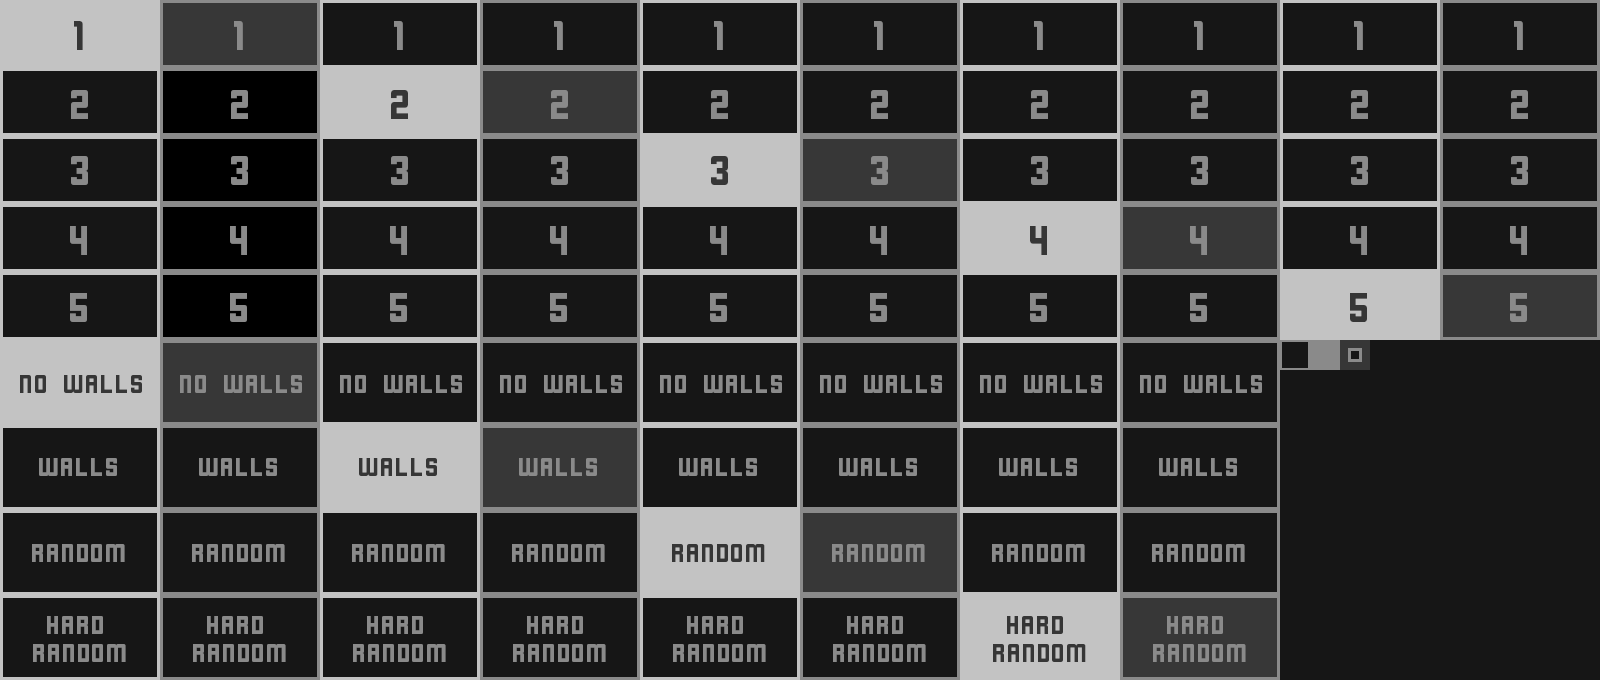 1 1 1 1 1 1 1 1 1 1
2 2 2 2 2 2 2 2 2 2
3 3 3 3 3 3 3 3 3 3
4 4 4 4 4 4 4 4 4 4
5 5 5 5 5 5 5 5 5 5
NO WALLS NO WALLS NO WALLS NO WALLS NO WALLS NO WALLS NO WALLS NO WALLS
WALLS WALLS WALLS WALLS WALLS WALLS WALLS WALLS
RANDOM RANDOM RANDOM RANDOM RANDOM RANDOM RANDOM RANDOM
HARD HARD HARD HARD HARD HARD HARD HARD
RANDOM RANDOM RANDOM RANDOM RANDOM RANDOM RANDOM RANDOM